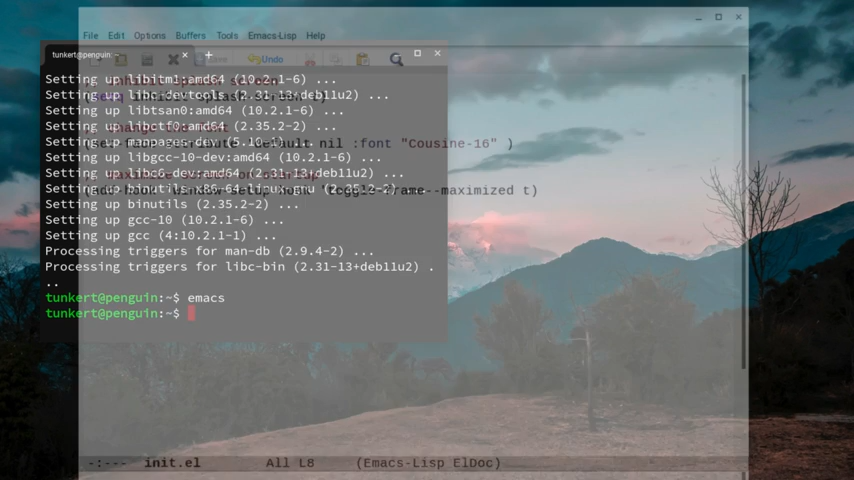 File Edit Options Buffers Tools Emacs-Lisp Help
tunkert@penguin: ~
Save Undo
Setting up libitm1:amd64 (10.2.1-6) ...
Setting up libc-devtools (2.31-13+deb11u2) ...
Setting up libtsan0:amd64 (10.2.1-6) ...
Setting up libctf0:amd64 (2.35.2-2) ...
Setting up manpages-dev (5.10-1) ...
nil :font "Cousine-16" )
Setting up libgcc-10-dev:amd64 (10.2.1-6) ...
Setting up libc6-dev:amd64 (2.31-13+deb11u2) ...
Setting up binutils-x86-64-linux-gnu (2.35.2-2) ...
frame--maximized t)
Setting up binutils (2.35.2-2) ...
Setting up gcc-10 (10.2.1-6) ...
Setting up gcc (4:10.2.1-1) ...
Processing triggers for man-db (2.9.4-2) ...
Processing triggers for libc-bin (2.31-13+deb11u2) .
..
tunkert@penguin:~$ emacs
tunkert@penguin:~$
-:--- init.el All L8 (Emacs-Lisp ElDoc)